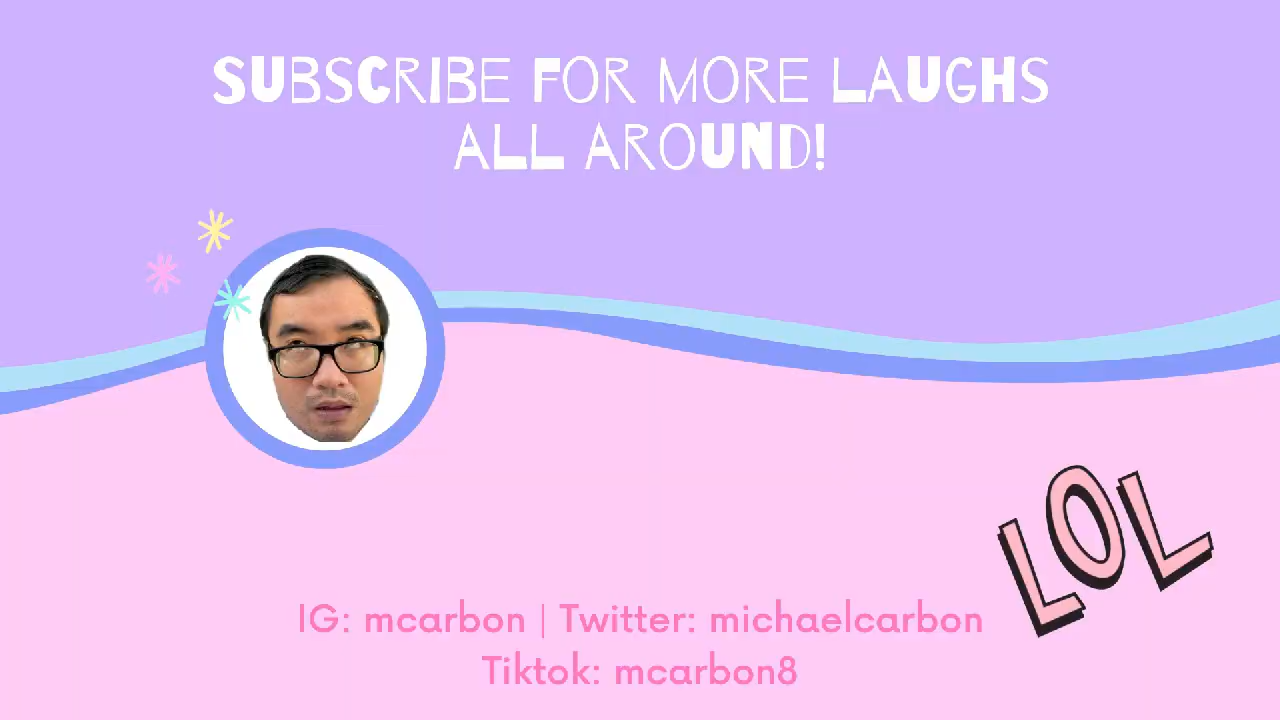 SUBSCRIBE FOR MORE LAUGHS
ALL AROUND!
LOL
IG: mcarbon | Twitter: michaelcarbon
Tiktok: mcarbon8